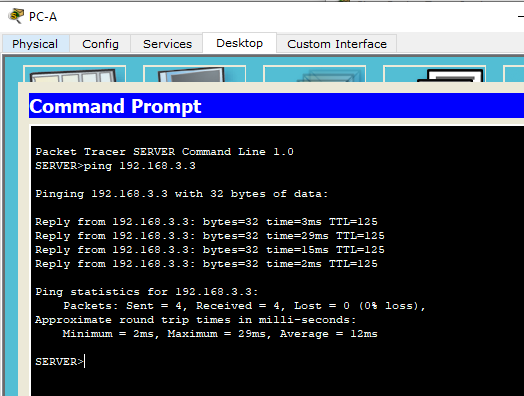 PC-A
Physical Config Services Desktop Custom Interface
Command Prompt
Packet Tracer SERVER Command Line 1.0
SERVER>ping 192.168.3.3
Pinging 192.168.3.3 with 32 bytes of data:
Reply from 192.168.3.3: bytes=32 time=3ms TTL=125
Reply from 192.168.3.3: bytes=32 time=29ms TTL=125
Reply from 192.168.3.3: bytes=32 time=15ms TTL=125
Reply from 192.168.3.3: bytes=32 time=2ms TTL=125
Ping statistics for 192.168.3.3:
Packets: Sent = 4, Received = 4, Lost = 0 (0% loss),
Approximate round trip times in milli-seconds:
Minimum = 2ms, Maximum = 29ms, Average = 12ms
SERVER>